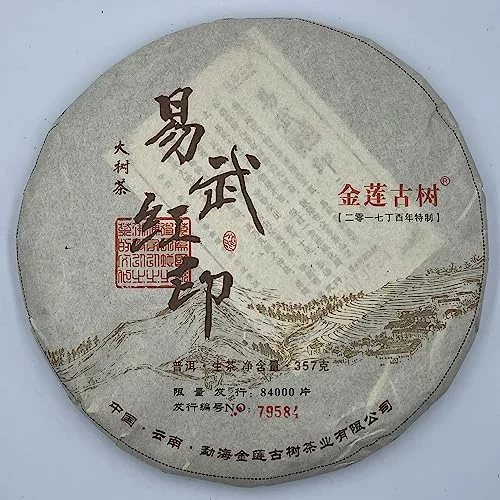 易武
红印
大树茶
金莲古树®
【二零一七丁酉年特制】
普洱·生茶 净含量·357克
限量发行：84000片
发行编号NO: 79584
中国·云南·勐海金莲古树茶业有限公司